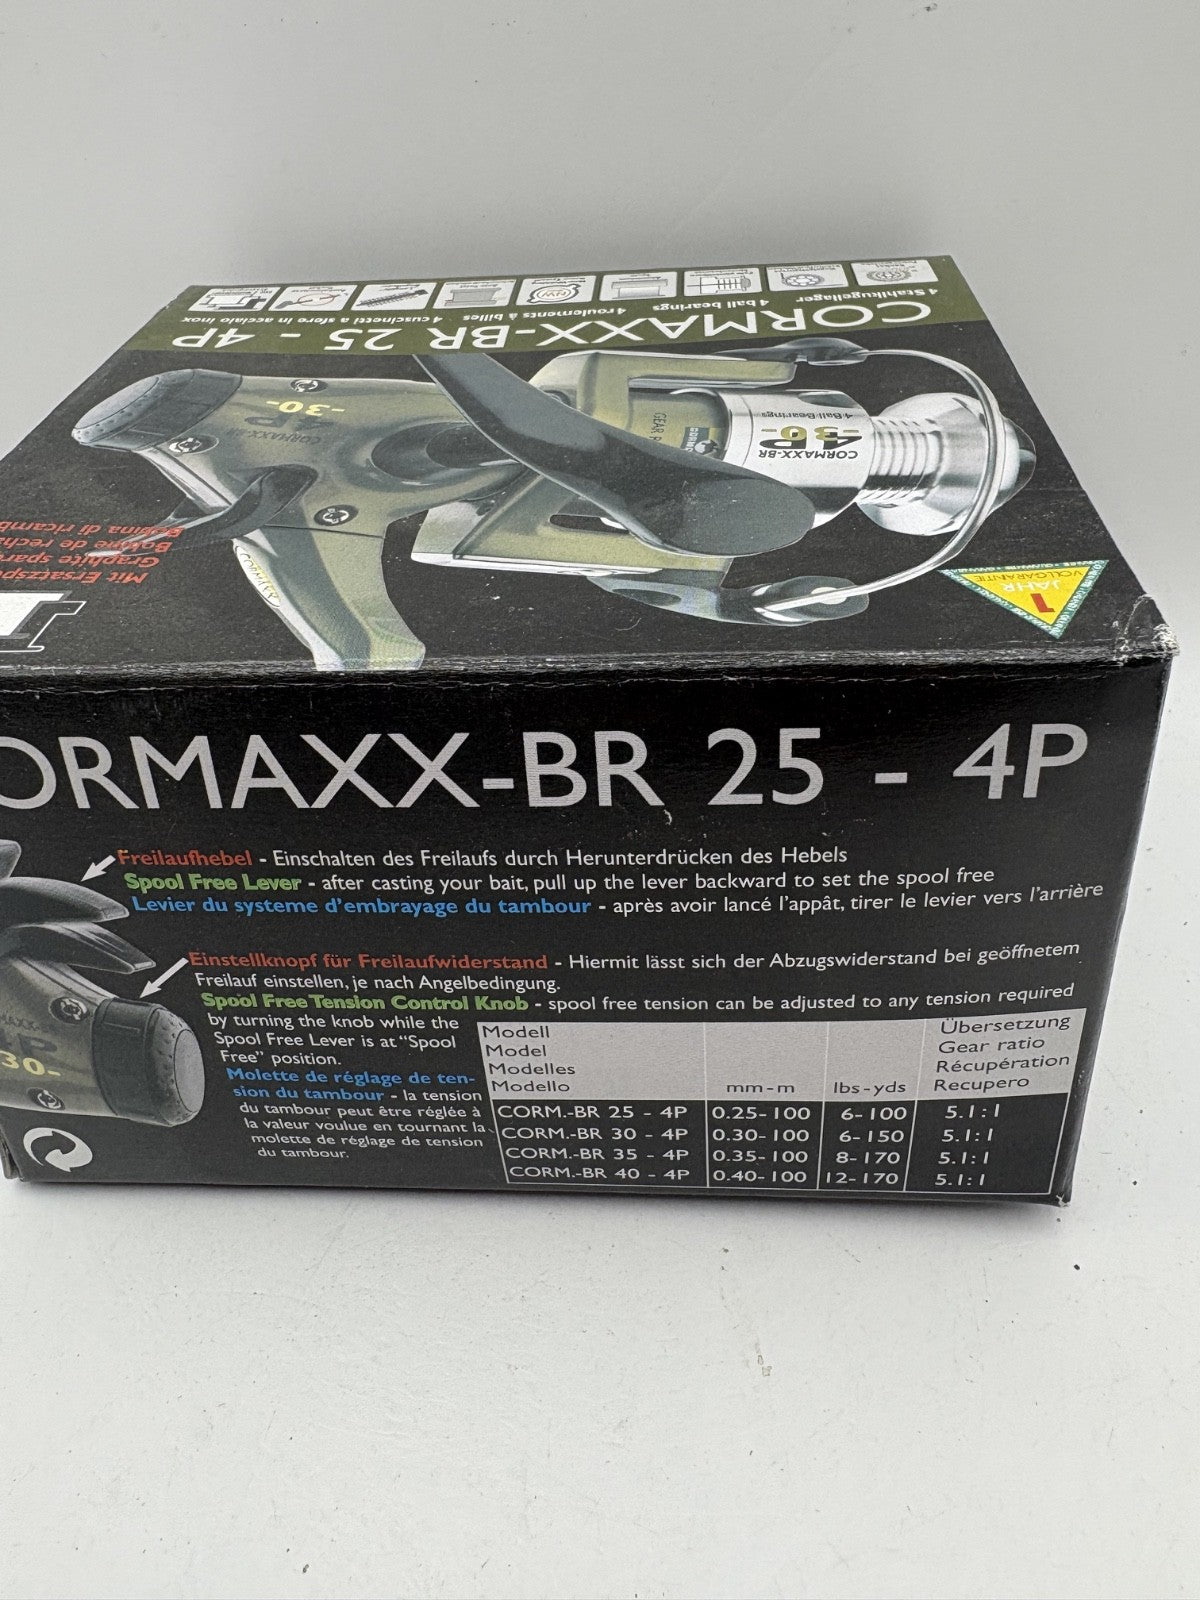 4 Stahlkugellager
4 ball bearings
4 roulements à billes
4 cuscinetti a sfere in acciaio inox
CORMAXX-BR 25 - 4P
-30-
4P
CORMAXX-BR
CORMAXX-BR
4P
-30-
4 Ball Bearings
1
JAHR
VOLLGARANTIE
CORMAXX-BR 25 - 4P
Freilaufhebel - Einschalten des Freilaufs durch Herunterdrücken des Hebels
Spool Free Lever - after casting your bait, pull up the lever backward to set the spool free
Levier du systeme d'embrayage du tambour - après avoir lancé l'appât, tirer le levier vers l'arrière
Einstellknopf für Freilaufwiderstand - Hiermit lässt sich der Abzugswiderstand bei geöffnetem
Freilauf einstellen, je nach Angelbedingung.
Spool Free Tension Control Knob - spool free tension can be adjusted to any tension required
by turning the knob while the
Spool Free Lever is at "Spool
Free" position.
Molette de réglage de ten-
sion du tambour - la tension
du tambour peut être réglée à
la valeur voulue en tournant la
molette de réglage de tension
du tambour.
4P
30-
Modell Übersetzung
Model Gear ratio
Modelles Récupération
Modello mm-m lbs-yds Recupero
CORM.-BR 25 - 4P 0.25-100 6-100 5.1:1
CORM.-BR 30 - 4P 0.30-100 6-150 5.1:1
CORM.-BR 35 - 4P 0.35-100 8-170 5.1:1
CORM.-BR 40 - 4P 0.40-100 12-170 5.1:1